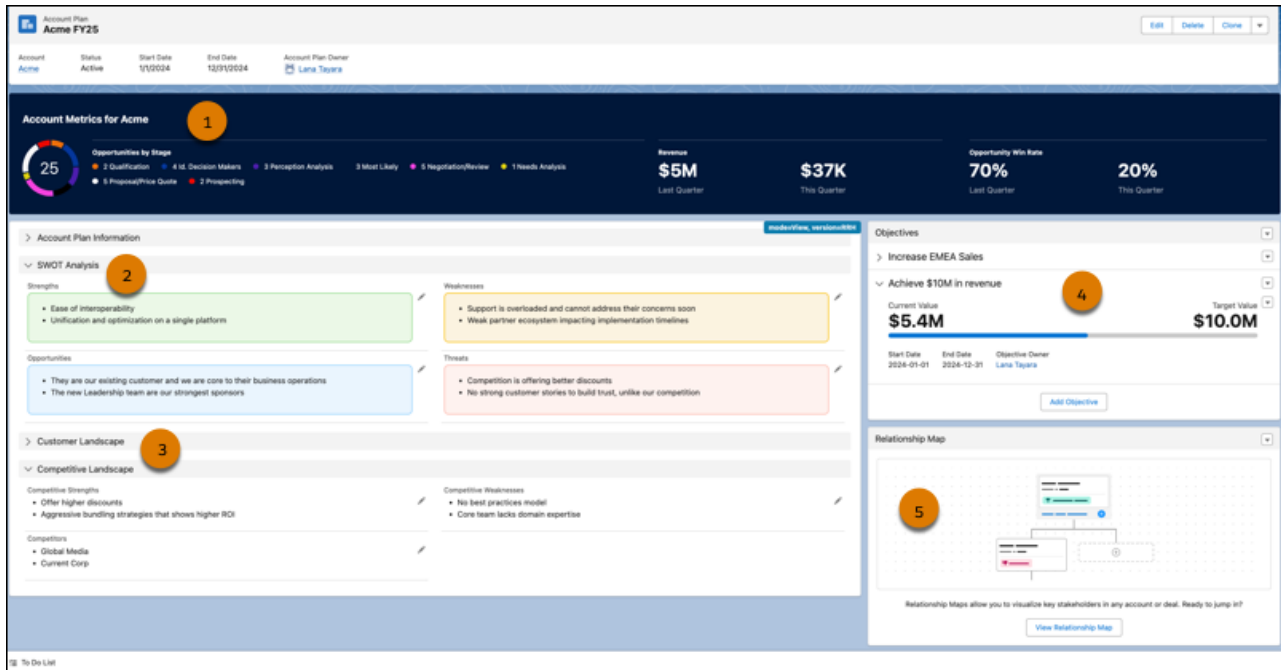 Account Plan
Acme FY25
Edit Delete Clone
Account Status Start Date End Date Account Plan Owner
Acme Active 1/1/2024 12/31/2024 Lana Tayara
Account Metrics for Acme
1
25
Opportunities by Stage
2 Qualification 4 Id. Decision Makers 3 Perception Analysis 3 Most Likely 5 Negotiation/Review 1 Needs Analysis
5 Proposal/Price Quote 2 Prospecting
Revenue
$5M $37K
Last Quarter This Quarter
Opportunity Win Rate
70% 20%
Last Quarter This Quarter
mode=View, version=RRH
Account Plan Information
SWOT Analysis
2
Strengths
• Ease of interoperability
• Unification and optimization on a single platform
Weaknesses
• Support is overloaded and cannot address their concerns soon
• Weak partner ecosystem impacting implementation timelines
Opportunities
• They are our existing customer and we are core to their business operations
• The new Leadership team are our strongest sponsors
Threats
• Competition is offering better discounts
• No strong customer stories to build trust, unlike our competition
Customer Landscape
3
Competitive Landscape
Competitive Strengths
• Offer higher discounts
• Aggressive bundling strategies that shows higher ROI
Competitive Weaknesses
• No best practices model
• Core team lacks domain expertise
Competitors
• Global Media
• Current Corp
Objectives
Increase EMEA Sales
Achieve $10M in revenue
4
Current Value Target Value
$5.4M $10.0M
Start Date End Date Objective Owner
2024-01-01 2024-12-31 Lana Tayara
Add Objective
Relationship Map
5
Relationship Maps allow you to visualize key stakeholders in any account or deal. Ready to jump in?
View Relationship Map
To Do List